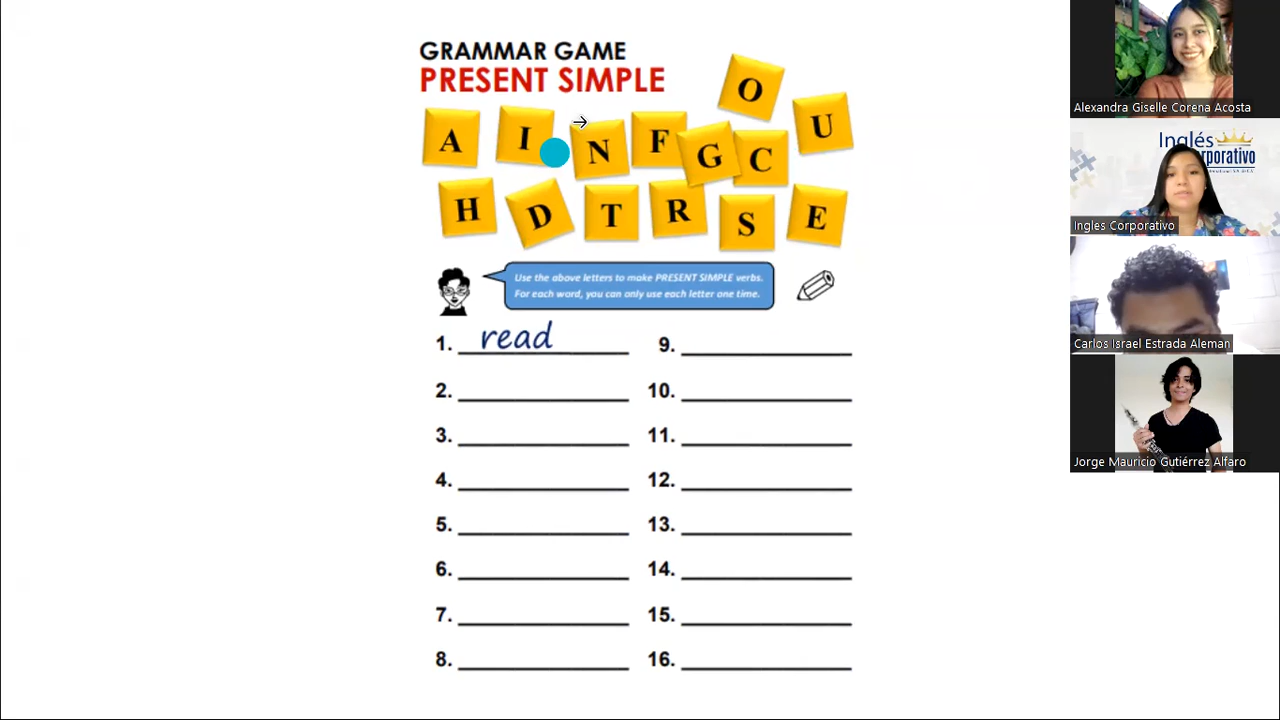 GRAMMAR GAME
PRESENT SIMPLE
O
A I N F G C U
H D T R S E
Use the above letters to make PRESENT SIMPLE verbs.
For each word, you can only use each letter one time.
1. read
2.
3.
4.
5.
6.
7.
8.
9.
10.
11.
12.
13.
14.
15.
16.
Alexandra Giselle Corena Acosta
Inglés
Ingles Corporativo
Carlos Israel Estrada Aleman
Jorge Mauricio Gutiérrez Alfaro